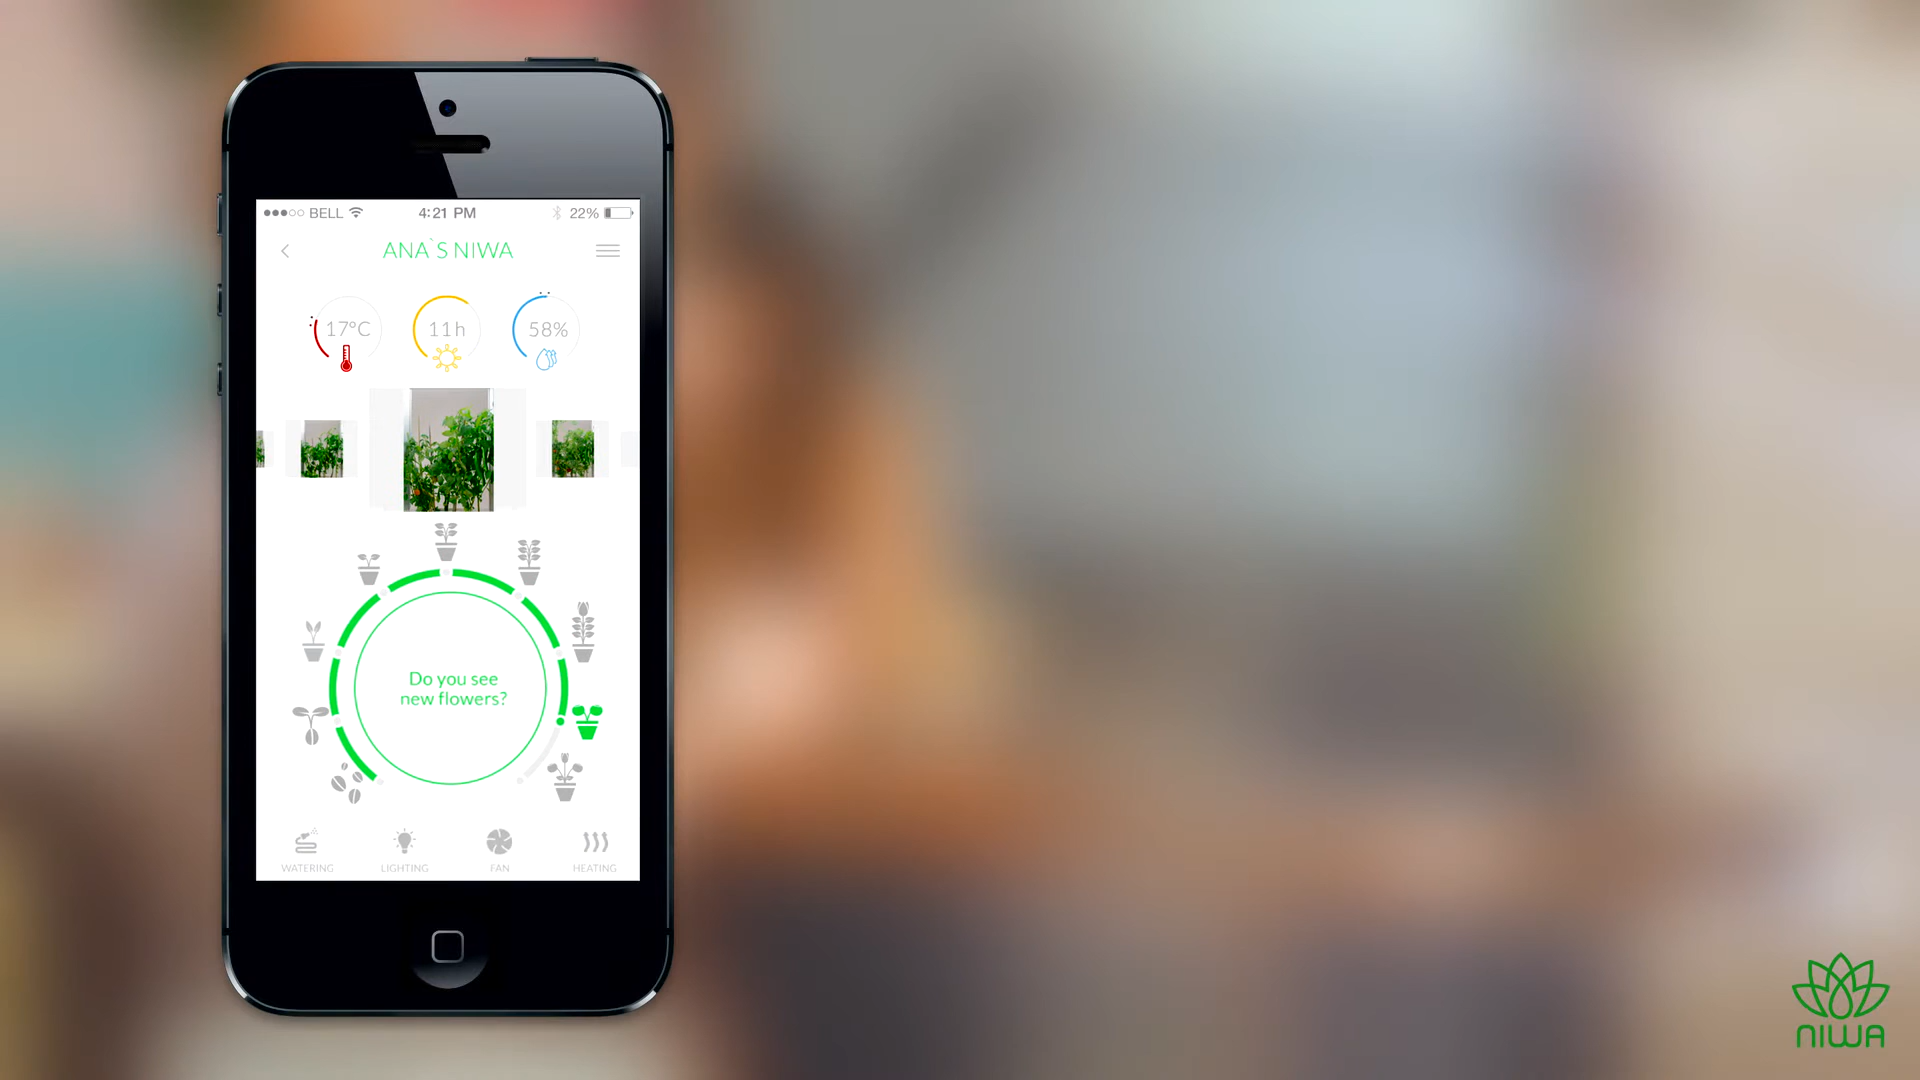 BELL 4:21 PM 22%
ANA`S NIWA
17°C 11h 58%
Do you see
new flowers?
WATERING LIGHTING FAN HEATING
NIWA